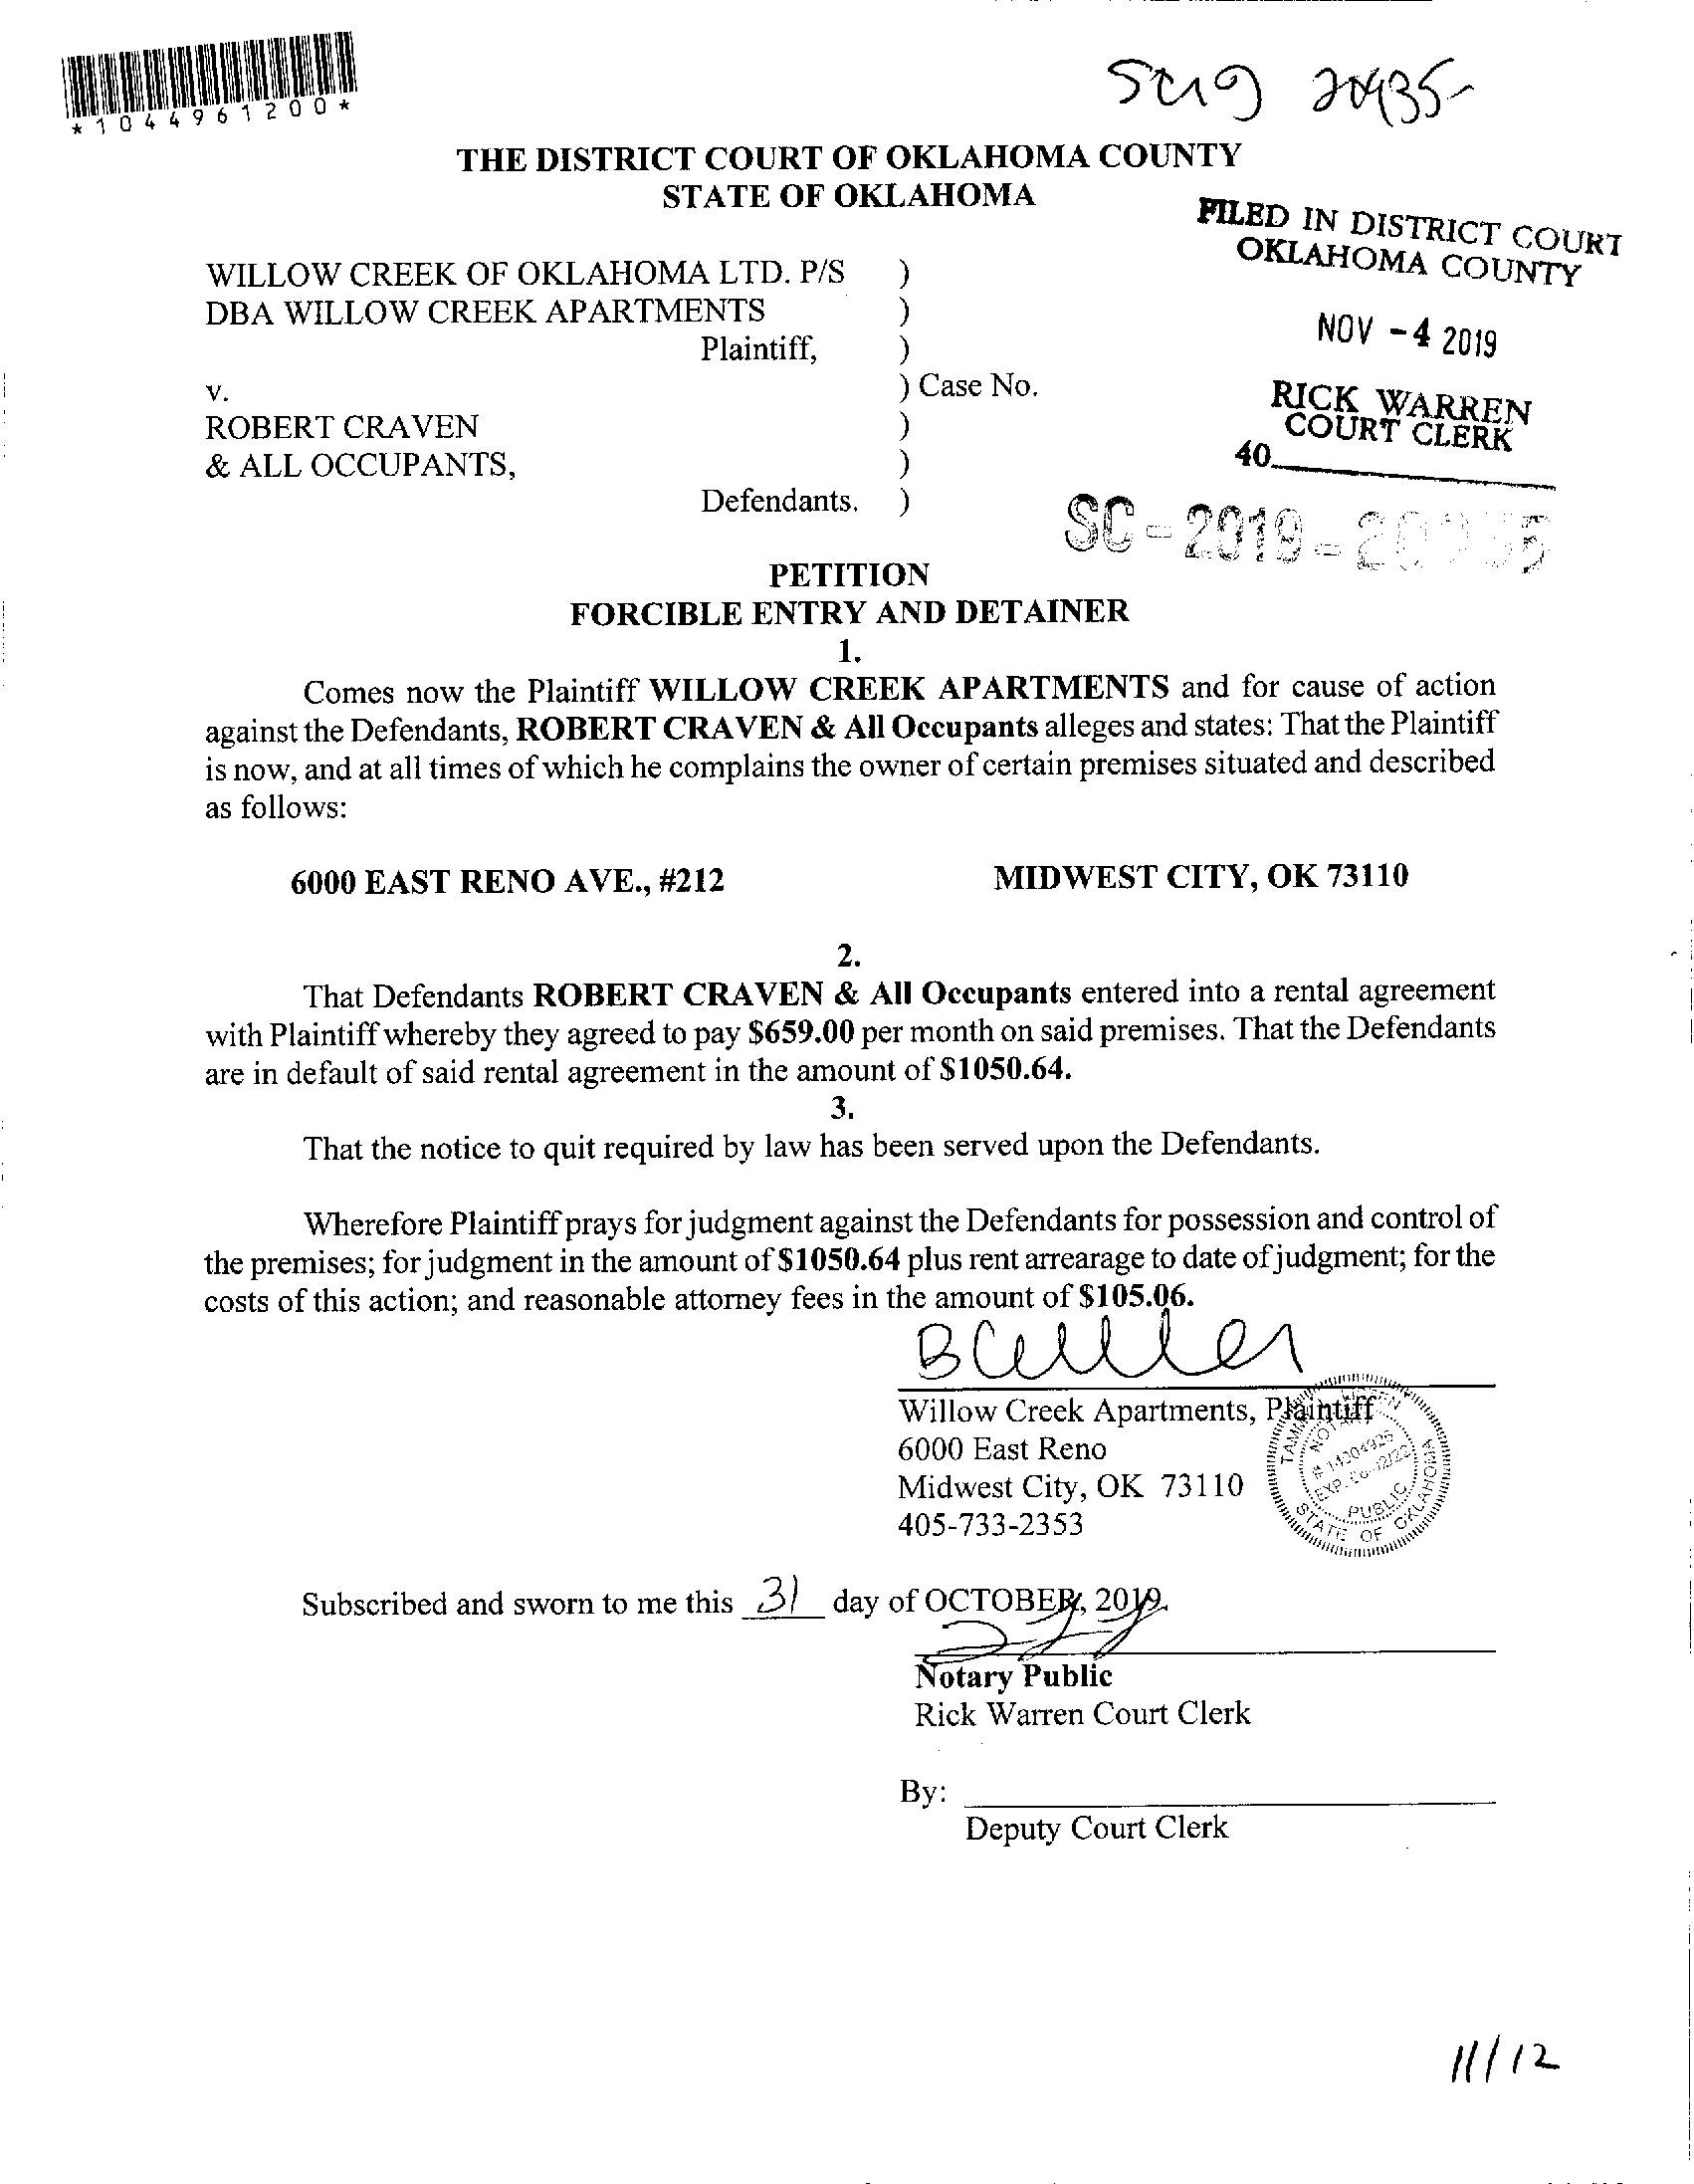 *1044961200*
SC19 20435-
THE DISTRICT COURT OF OKLAHOMA COUNTY
STATE OF OKLAHOMA
FILED IN DISTRICT COURT
OKLAHOMA COUNTY
NOV -4 2019
RICK WARREN
COURT CLERK
40
WILLOW CREEK OF OKLAHOMA LTD. P/S )
DBA WILLOW CREEK APARTMENTS )
Plaintiff, )
v. ) Case No.
ROBERT CRAVEN )
& ALL OCCUPANTS, )
Defendants. )
SC-2019-
PETITION
FORCIBLE ENTRY AND DETAINER
1.
Comes now the Plaintiff WILLOW CREEK APARTMENTS and for cause of action
against the Defendants, ROBERT CRAVEN & All Occupants alleges and states: That the Plaintiff
is now, and at all times of which he complains the owner of certain premises situated and described
as follows:
6000 EAST RENO AVE., #212 MIDWEST CITY, OK 73110
2.
That Defendants ROBERT CRAVEN & All Occupants entered into a rental agreement
with Plaintiff whereby they agreed to pay $659.00 per month on said premises. That the Defendants
are in default of said rental agreement in the amount of $1050.64.
3.
That the notice to quit required by law has been served upon the Defendants.
Wherefore Plaintiff prays for judgment against the Defendants for possession and control of
the premises; for judgment in the amount of $1050.64 plus rent arrearage to date of judgment; for the
costs of this action; and reasonable attorney fees in the amount of $105.06.
Willow Creek Apartments, Plaintiff
6000 East Reno
Midwest City, OK 73110
405-733-2353
NOTARY
# 14004926
PUBLIC
STATE OF OKLAHOMA
Subscribed and sworn to me this 31 day of OCTOBER, 2019.
Notary Public
Rick Warren Court Clerk
By:
Deputy Court Clerk
11/12